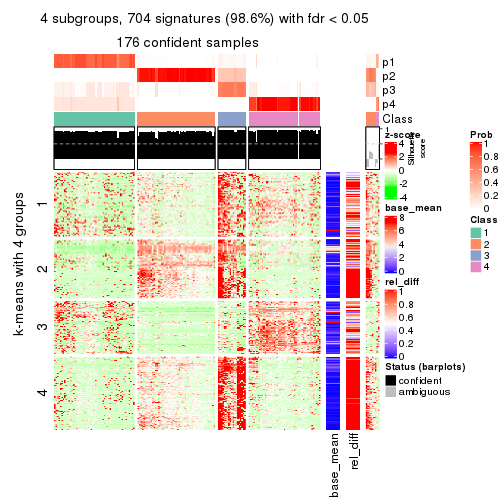 4 subgroups, 704 signatures (98.6%) with fdr < 0.05
176 confident samples
p1
p2
p3
p4
Class
1
Silhouette
score
k-means with 4 groups
1
2
3
4
base_mean
rel_diff
z-score
4
2
0
-2
-4
base_mean
8
6
4
2
0
rel_diff
1
0.8
0.6
0.4
0.2
0
Status (barplots)
confident
ambiguous
Prob
1
0.8
0.6
0.4
0.2
0
Class
1
2
3
4